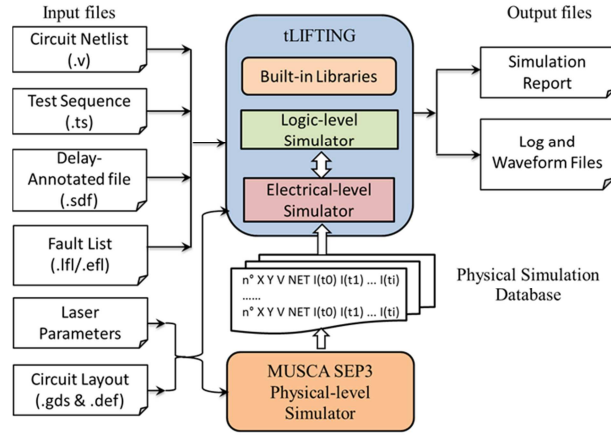 Input files
Circuit Netlist
(.v)
Test Sequence
(.ts)
Delay-
Annotated file
(.sdf)
Fault List
(.lfl/.efl)
Laser
Parameters
Circuit Layout
(.gds & .def)
tLIFTING
Built-in Libraries
Logic-level
Simulator
Electrical-level
Simulator
n° X Y V NET I(t0) I(t1) ... I(ti)
......
n° X Y V NET I(t0) I(t1) ... I(ti)
MUSCA SEP3
Physical-level
Simulator
Output files
Simulation
Report
Log and
Waveform Files
Physical Simulation
Database